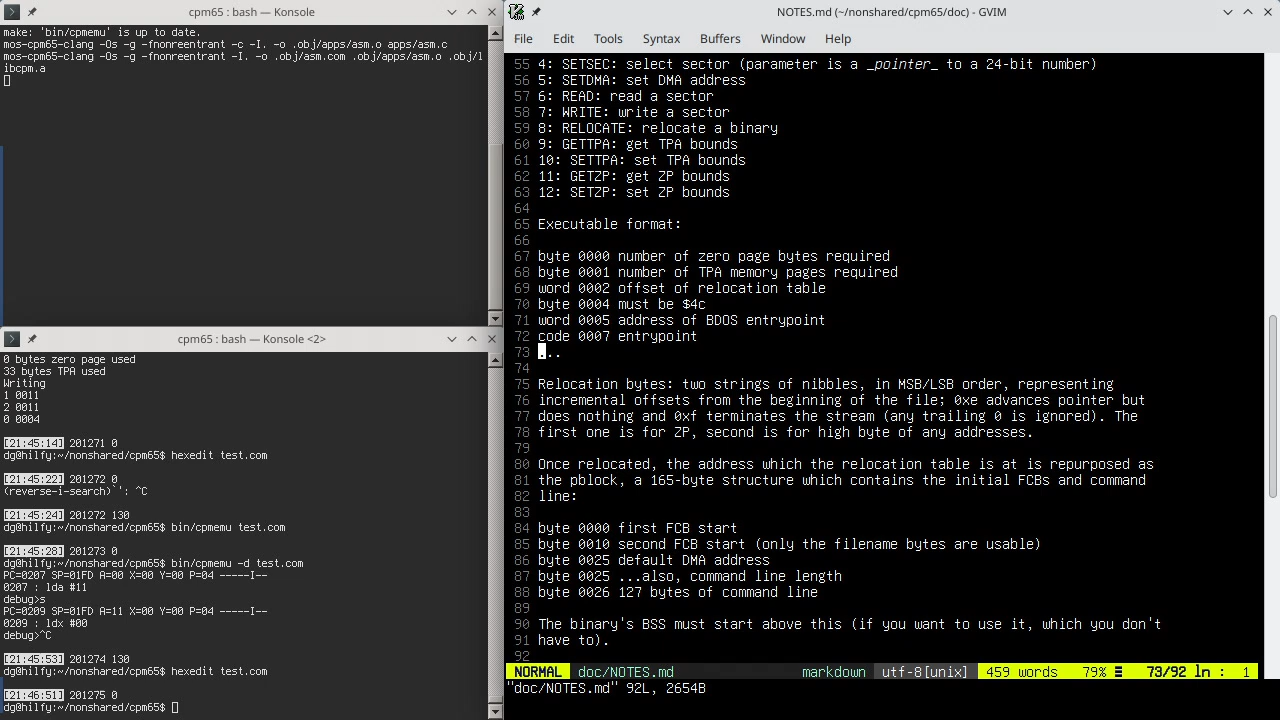 cpm65 : bash — Konsole
make: 'bin/cpmemu' is up to date.
mos-cpm65-clang -Os -g -fnonreentrant -c -I. -o .obj/apps/asm.o apps/asm.c
mos-cpm65-clang -Os -g -fnonreentrant -I. -o .obj/asm.com .obj/apps/asm.o .obj/l
ibcpm.a
cpm65 : bash — Konsole <2>
0 bytes zero page used
33 bytes TPA used
Writing
1 0011
2 0011
0 0004
[21:45:14] 201271 0
dg@hilfy:~/nonshared/cpm65$ hexedit test.com
[21:45:22] 201272 0
(reverse-i-search)`': ^C
[21:45:24] 201272 130
dg@hilfy:~/nonshared/cpm65$ bin/cpmemu test.com
[21:45:28] 201273 0
dg@hilfy:~/nonshared/cpm65$ bin/cpmemu -d test.com
PC=0207 SP=01FD A=00 X=00 Y=00 P=04 -----I--
0207 : lda #11
debug>s
PC=0209 SP=01FD A=11 X=00 Y=00 P=04 -----I--
0209 : ldx #00
debug>^C
[21:45:53] 201274 130
dg@hilfy:~/nonshared/cpm65$ hexedit test.com
[21:46:51] 201275 0
dg@hilfy:~/nonshared/cpm65$
NOTES.md (~/nonshared/cpm65/doc) - GVIM
File Edit Tools Syntax Buffers Window Help
55 4: SETSEC: select sector (parameter is a _pointer_ to a 24-bit number)
56 5: SETDMA: set DMA address
57 6: READ: read a sector
58 7: WRITE: write a sector
59 8: RELOCATE: relocate a binary
60 9: GETTPA: get TPA bounds
61 10: SETTPA: set TPA bounds
62 11: GETZP: get ZP bounds
63 12: SETZP: set ZP bounds
64
65 Executable format:
66
67 byte 0000 number of zero page bytes required
68 byte 0001 number of TPA memory pages required
69 word 0002 offset of relocation table
70 byte 0004 must be $4c
71 word 0005 address of BDOS entrypoint
72 code 0007 entrypoint
73 ...
74
75 Relocation bytes: two strings of nibbles, in MSB/LSB order, representing
76 incremental offsets from the beginning of the file; 0xe advances pointer but
77 does nothing and 0xf terminates the stream (any trailing 0 is ignored). The
78 first one is for ZP, second is for high byte of any addresses.
79
80 Once relocated, the address which the relocation table is at is repurposed as
81 the pblock, a 165-byte structure which contains the initial FCBs and command
82 line:
83
84 byte 0000 first FCB start
85 byte 0010 second FCB start (only the filename bytes are usable)
86 byte 0025 default DMA address
87 byte 0025 ...also, command line length
88 byte 0026 127 bytes of command line
89
90 The binary's BSS must start above this (if you want to use it, which you don't
91 have to).
92
NORMAL doc/NOTES.md markdown utf-8[unix] 459 words 79% ☰ 73/92 ln : 1
"doc/NOTES.md" 92L, 2654B